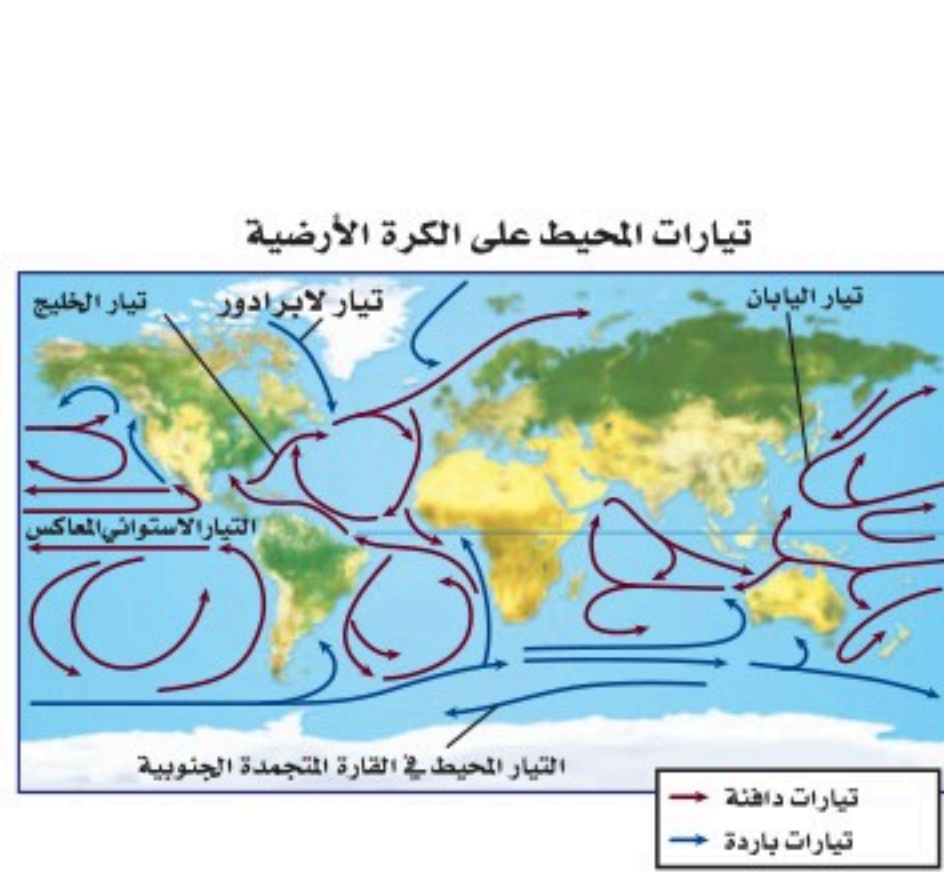 تيارات المحيط على الكرة الأرضية
تيار اليابان
تيار لابرادور
تيار الخليج
التيار الاستوائي المعاكس
التيار المحيط في القارة المتجمدة الجنوبية
تيارات دافئة
تيارات باردة